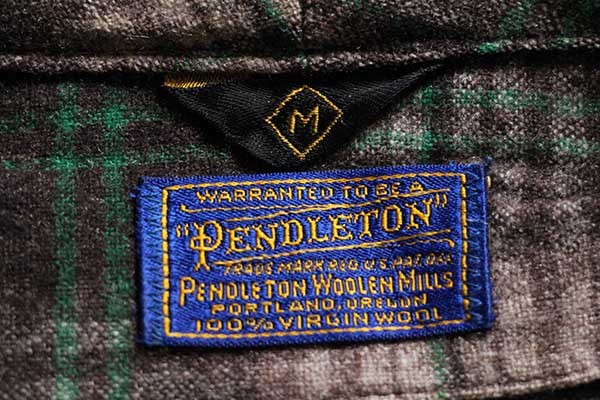 M
WARRANTED TO BE A
"PENDLETON"
TRADE MARK REG. U.S. PAT. OFF.
PENDLETON WOOLEN MILLS
PORTLAND, OREGON
100% VIRGIN WOOL